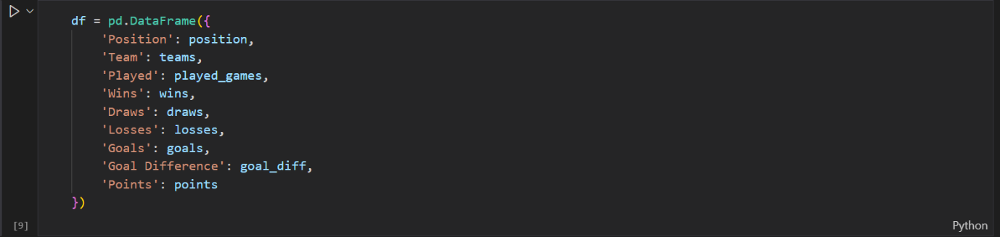 df = pd.DataFrame({
    'Position': position,
    'Team': teams,
    'Played': played_games,
    'Wins': wins,
    'Draws': draws,
    'Losses': losses,
    'Goals': goals,
    'Goal Difference': goal_diff,
    'Points': points
})
[9]
Python